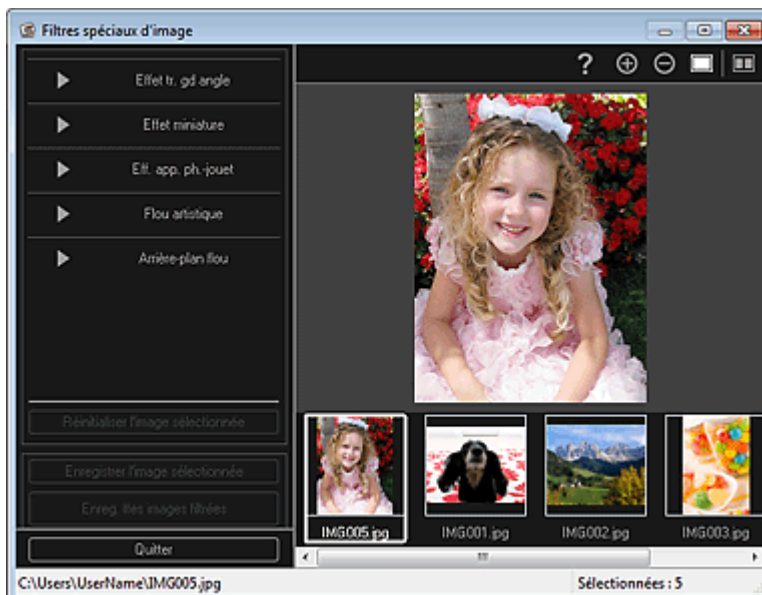 Filtres spéciaux d'image
Effet tr. gd angle
Effet miniature
Eff. app. ph.-jouet
Flou artistique
Arrière-plan flou
Réinitialiser l'image sélectionnée
Enregistrer l'image sélectionnée
Enreg. ttes images filtrées
Quitter
?
IMG005.jpg
IMG001.jpg
IMG002.jpg
IMG003.jpg
C:\Users\UserName\IMG005.jpg
Sélectionnées : 5